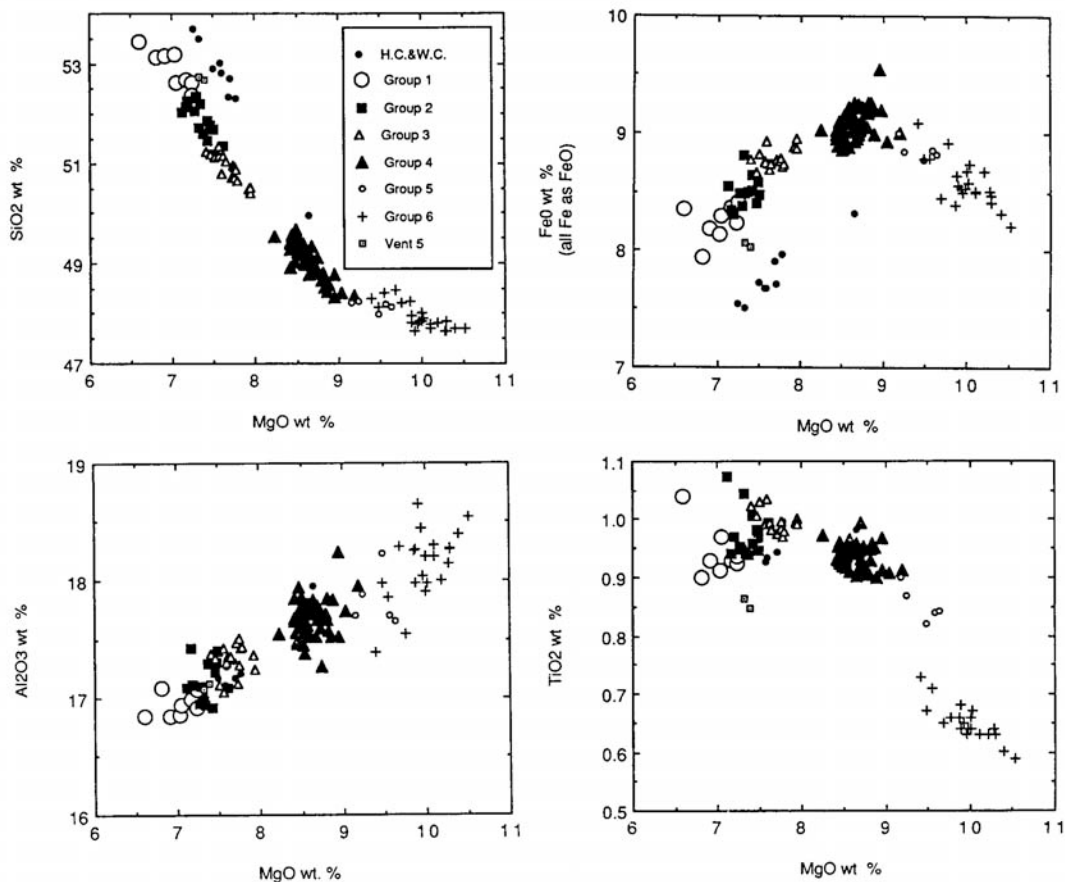 53
51
49
47
SiO2 wt %
6 7 8 9 10 11
MgO wt %
H.C.&W.C.
Group 1
Group 2
Group 3
Group 4
Group 5
Group 6
Vent 5
10
9
8
7
Fe0 wt %
(all Fe as FeO)
6 7 8 9 10 11
MgO wt %
19
18
17
16
Al2O3 wt %
6 7 8 9 10 11
MgO wt. %
1.1
1.0
0.9
0.8
0.7
0.6
0.5
TiO2 wt %
6 7 8 9 10 11
MgO wt %